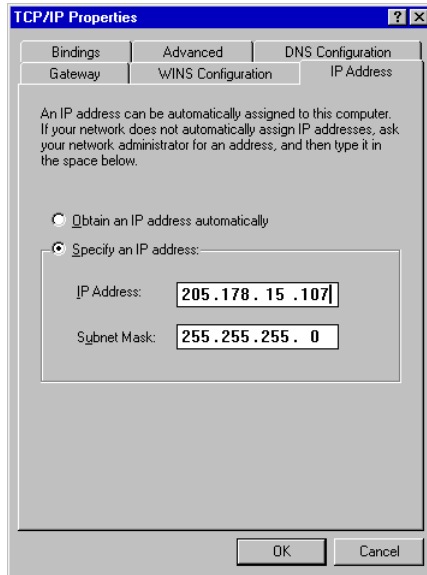 TCP/IP Properties
Bindings Advanced DNS Configuration
Gateway WINS Configuration IP Address
An IP address can be automatically assigned to this computer.
If your network does not automatically assign IP addresses, ask
your network administrator for an address, and then type it in
the space below.
Obtain an IP address automatically
Specify an IP address:
IP Address: 205.178. 15 .107
Subnet Mask: 255.255.255. 0
OK Cancel